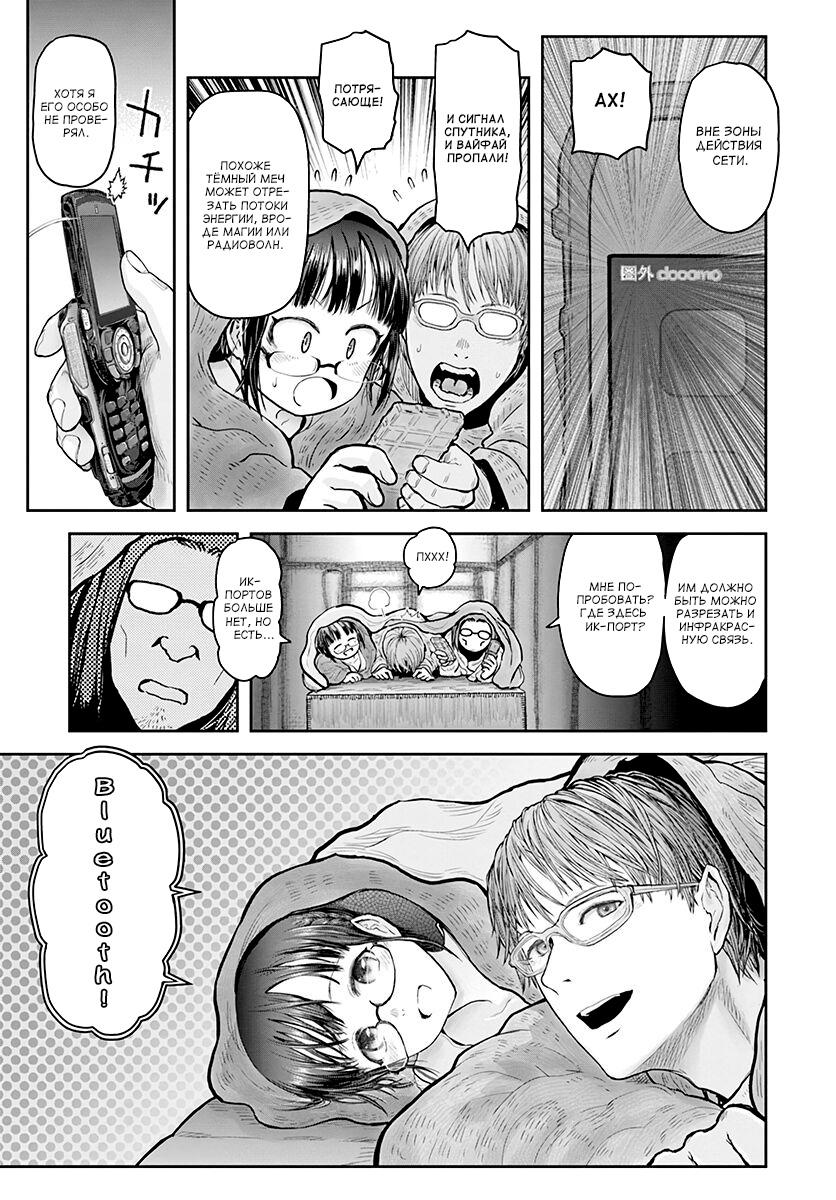 ВНЕ ЗОНЫ
ДЕЙСТВИЯ
СЕТИ.
АХ!
圏外 docomo
И СИГНАЛ
СПУТНИКА,
И ВАЙФАЙ
ПРОПАЛИ!
ПОТРЯ-
САЮЩЕ!
ПОХОЖЕ
ТЁМНЫЙ МЕЧ
МОЖЕТ ОТРЕ-
ЗАТЬ ПОТОКИ
ЭНЕРГИИ, ВРО-
ДЕ МАГИИ ИЛИ
РАДИОВОЛН.
ХОТЯ Я
ЕГО ОСОБО
НЕ ПРОВЕ-
РЯЛ.
カチッ
ИМ ДОЛЖНО
БЫТЬ МОЖНО
РАЗРЕЗАТЬ И
ИНФРАКРАС-
НУЮ СВЯЗЬ.
МНЕ ПО-
ПРОБОВАТЬ?
ГДЕ ЗДЕСЬ
ИК-ПОРТ?
ПХХХ!
ИК-
ПОРТОВ
БОЛЬШЕ
НЕТ, НО
ЕСТЬ...
Bluetooth!